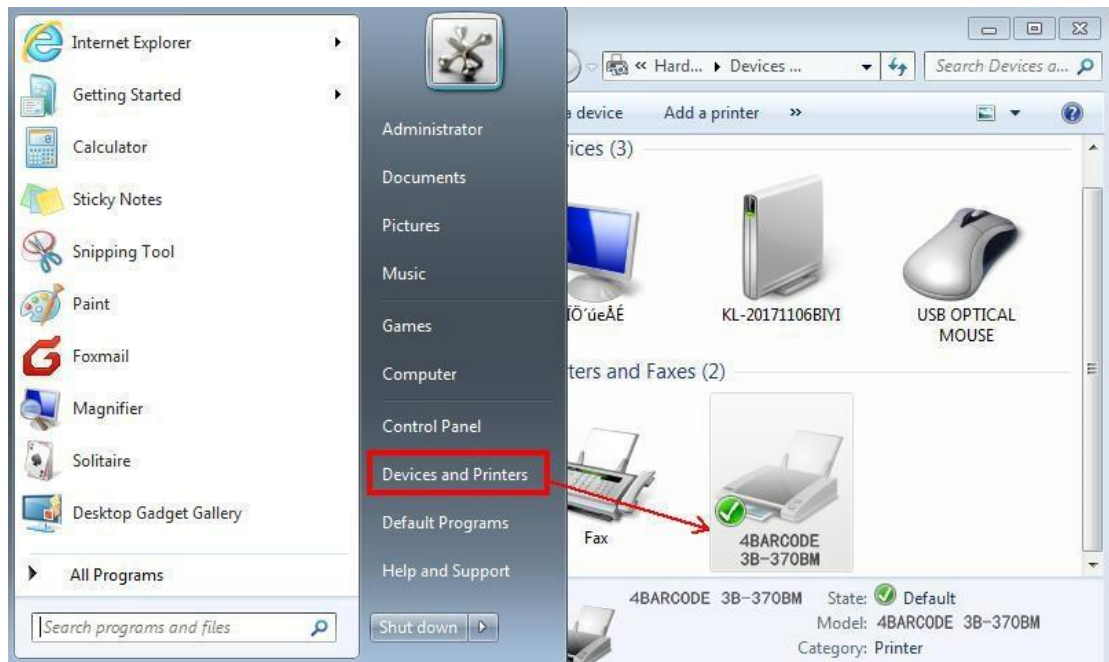 Internet Explorer
Getting Started
Calculator
Sticky Notes
Snipping Tool
Paint
Foxmail
Magnifier
Solitaire
Desktop Gadget Gallery
All Programs
Search programs and files
Administrator
Documents
Pictures
Music
Games
Computer
Control Panel
Devices and Printers
Default Programs
Help and Support
Shut down
« Hard... ▸ Devices ...
Search Devices a...
device Add a printer »
ices (3)
KL-20171106BIYI
USB OPTICAL
MOUSE
ters and Faxes (2)
Fax
4BARCODE
3B-370BM
4BARCODE 3B-370BM State: Default
Model: 4BARCODE 3B-370BM
Category: Printer